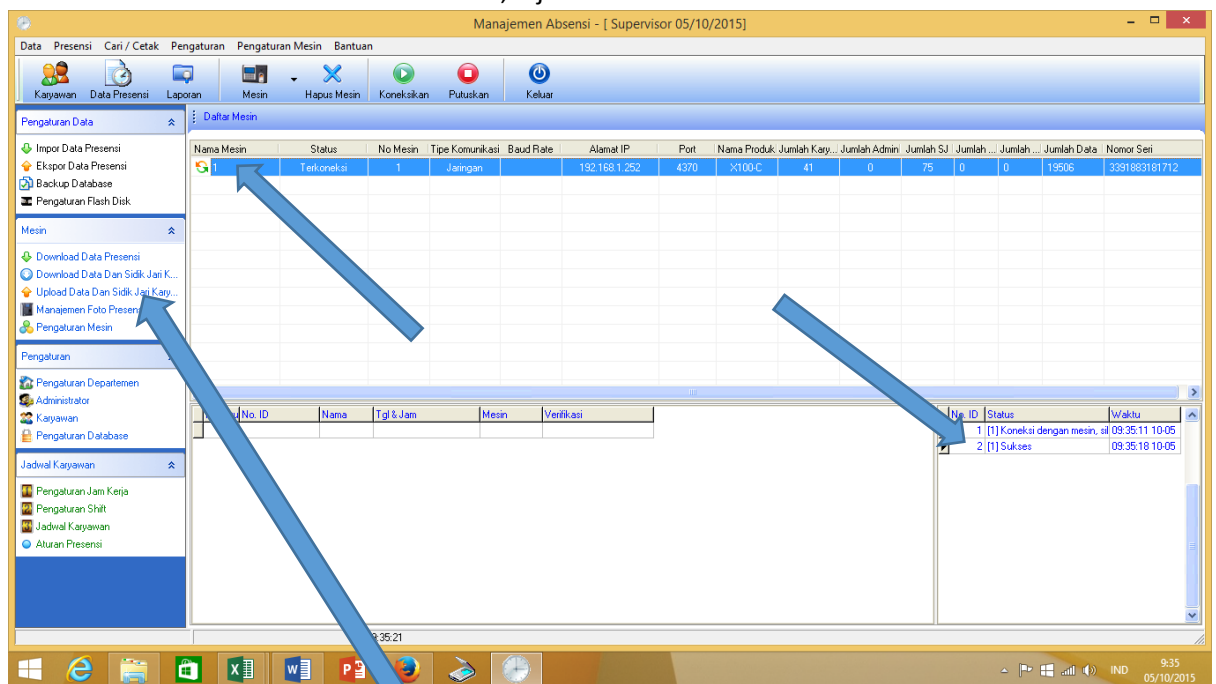 Manajemen Absensi - [ Supervisor 05/10/2015]
Data Presensi Cari / Cetak Pengaturan Pengaturan Mesin Bantuan
Karyawan Data Presensi Laporan Mesin Hapus Mesin Koneksikan Putuskan Keluar
Pengaturan Data
Impor Data Presensi
Ekspor Data Presensi
Backup Database
Pengaturan Flash Disk
Mesin
Download Data Presensi
Download Data Dan Sidik Jari K...
Upload Data Dan Sidik Jari Kary...
Manajemen Foto Presen
Pengaturan Mesin
Pengaturan
Pengaturan Departemen
Administrator
Karyawan
Pengaturan Database
Jadwal Karyawan
Pengaturan Jam Kerja
Pengaturan Shift
Jadwal Karyawan
Aturan Presensi
Daftar Mesin
Nama Mesin Status No Mesin Tipe Komunikasi Baud Rate Alamat IP Port Nama Produk Jumlah Kary... Jumlah Admin Jumlah SJ Jumlah ... Jumlah ... Jumlah Data Nomor Seri
1 Terkoneksi 1 Jaringan 192.168.1.252 4370 X100-C 41 0 75 0 0 19506 3391883181712
No. ID Nama Tgl & Jam Mesin Verifikasi
ID Status Waktu
1 [1] Koneksi dengan mesin, sil 09:35:11 10-05
2 [1] Sukses 09:35:18 10-05
:35:21
IND 9:35
05/10/2015